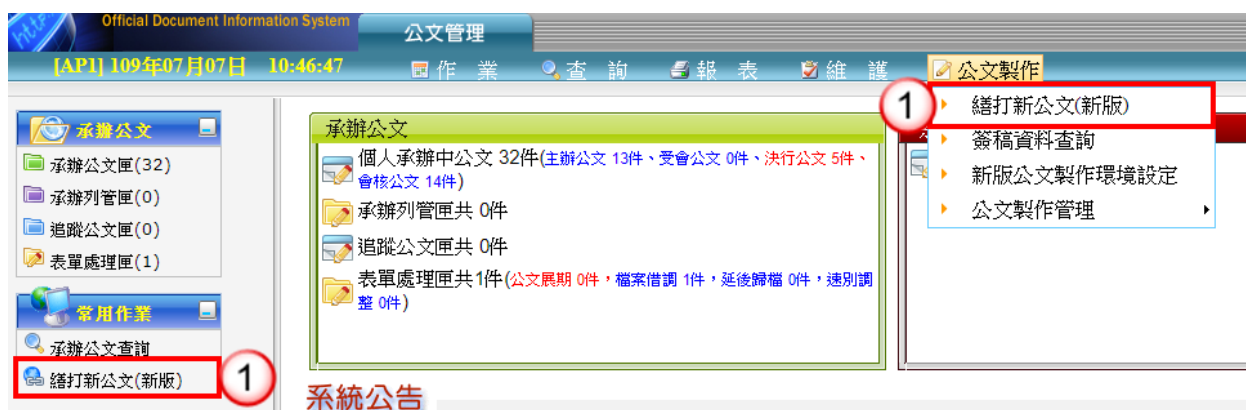 Official Document Information System
公文管理
[AP1] 109年07月07日 10:46:47
作業 查詢 報表 維護 公文製作
1
繕打新公文(新版)
簽稿資料查詢
新版公文製作環境設定
公文製作管理
承辦公文
承辦公文匣(32)
承辦列管匣(0)
追蹤公文匣(0)
表單處理匣(1)
常用作業
承辦公文查詢
繕打新公文(新版)
1
承辦公文
個人承辦中公文 32件(主辦公文 13件、受會公文 0件、決行公文 5件、
會核公文 14件)
承辦列管匣共 0件
追蹤公文匣共 0件
表單處理匣共1件(公文展期 0件，檔案借調 1件，延後歸檔 0件，速別調
整 0件)
系統公告